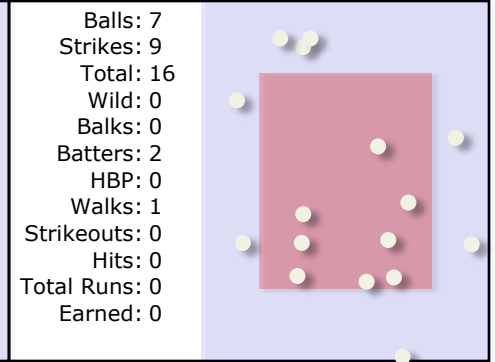 Balls: 7
Strikes: 9
Total: 16
Wild: 0
Balks: 0
Batters: 2
HBP: 0
Walks: 1
Strikeouts: 0
Hits: 0
Total Runs: 0
Earned: 0